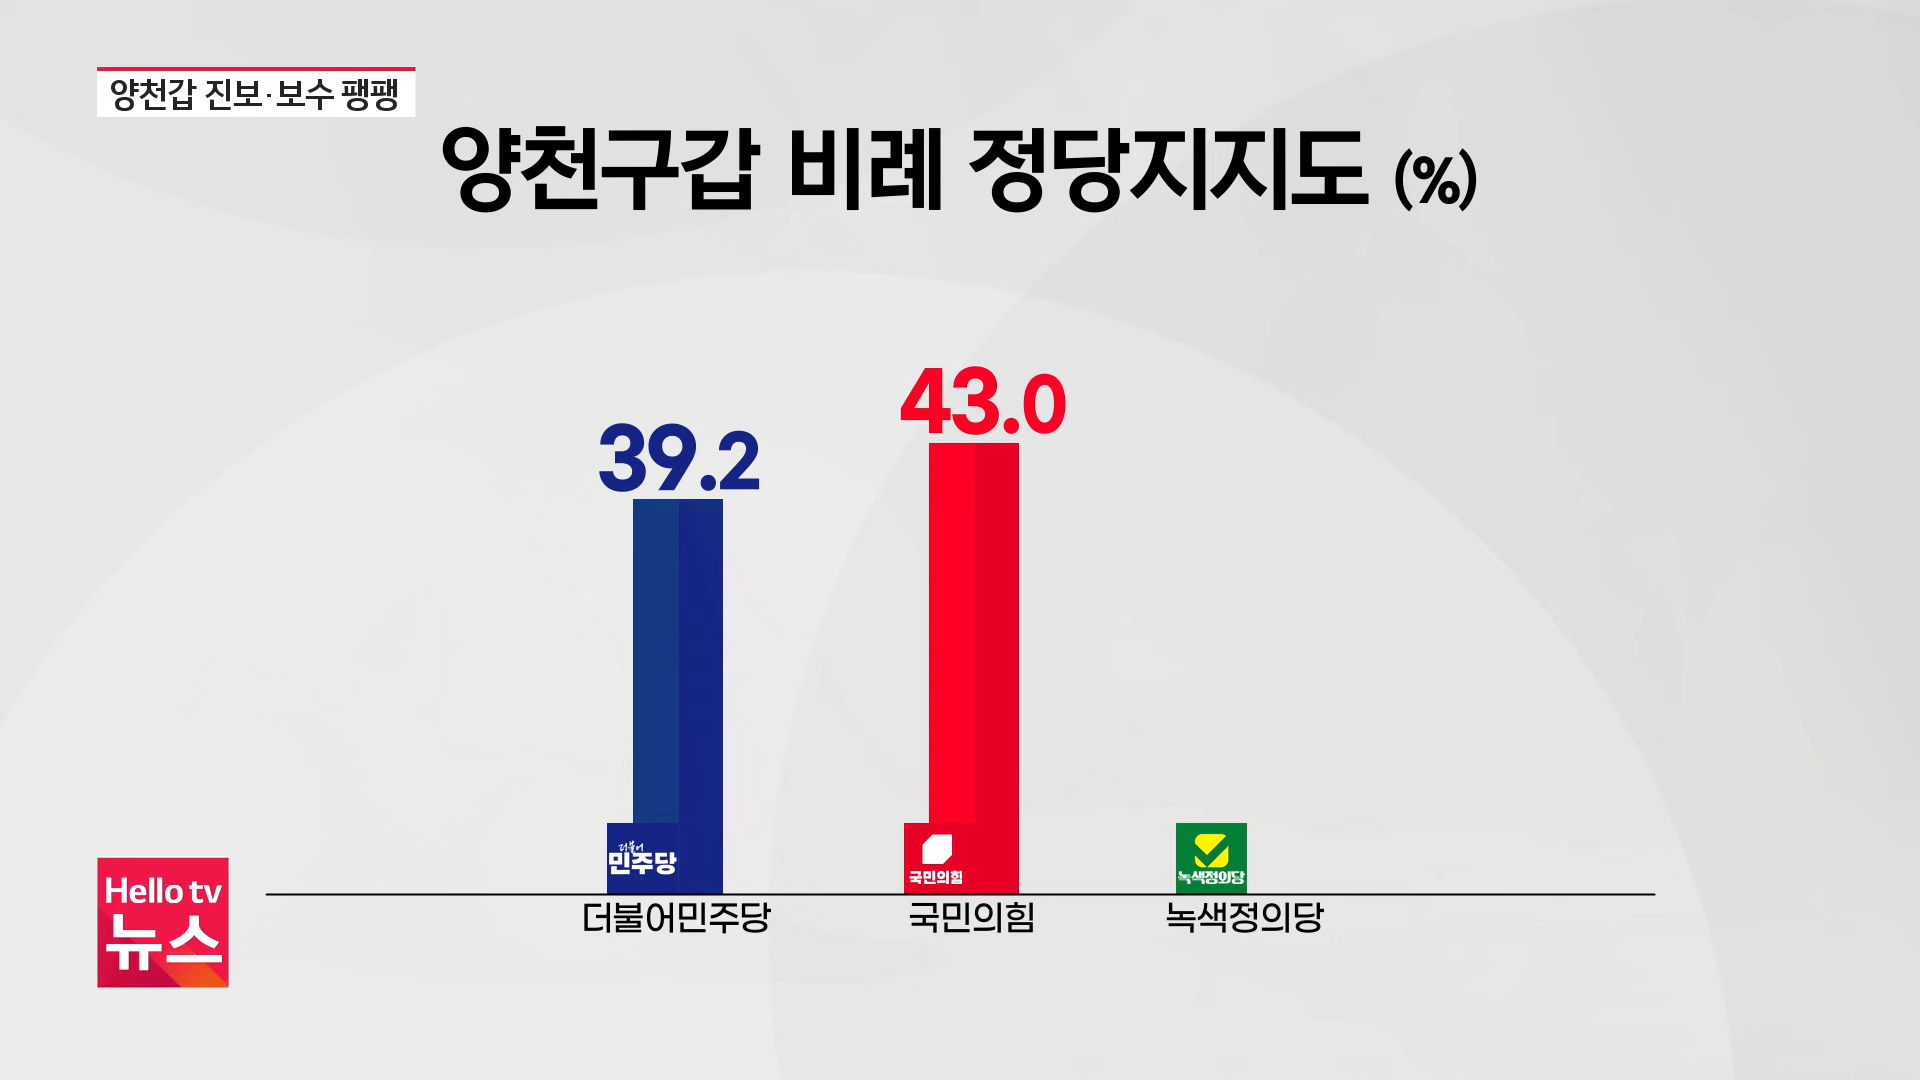 양천갑 진보·보수 팽팽
양천구갑 비례 정당지지도 (%)
39.2
43.0
더불어
민주당
국민의힘
녹색정의당
더불어민주당
국민의힘
녹색정의당
Hello tv
뉴스